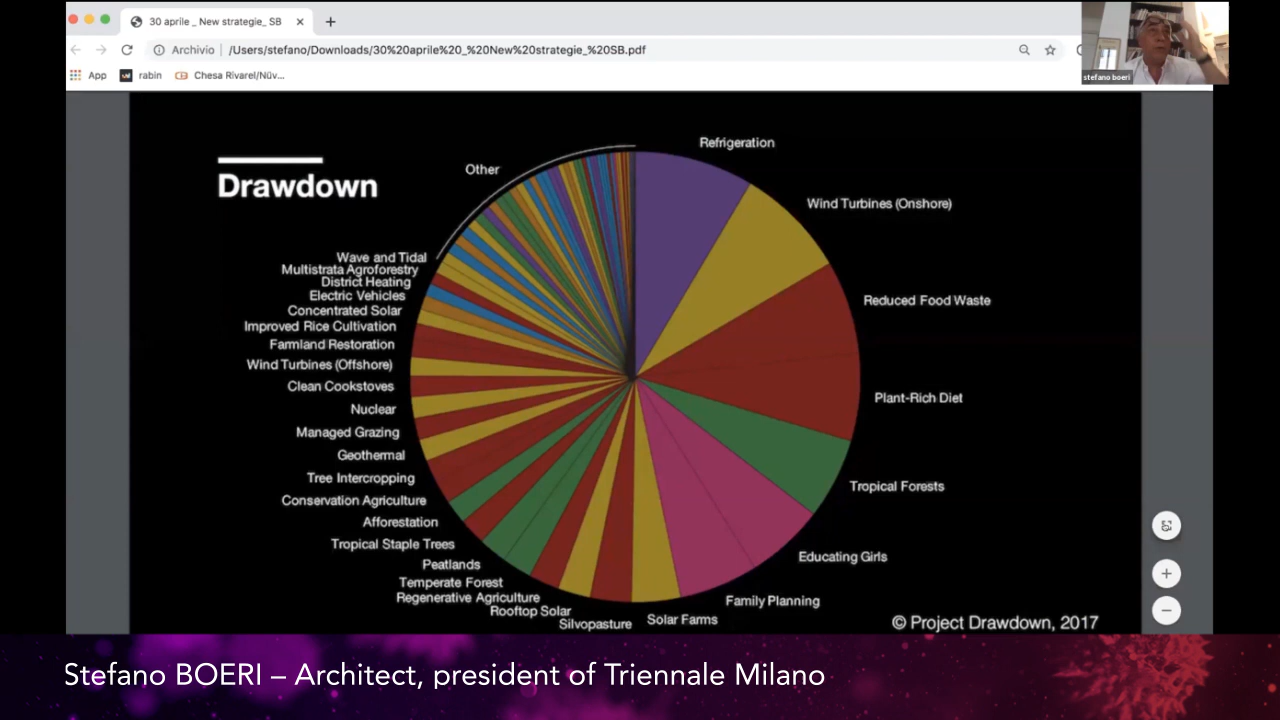 30 aprile _ New strategie_ SB
Archivio | /Users/stefano/Downloads/30%20aprile%20_%20New%20strategie_%20SB.pdf
App rabin Chesa Rivarel/Nüv...
stefano boeri
Drawdown
Other
Refrigeration
Wind Turbines (Onshore)
Reduced Food Waste
Plant-Rich Diet
Tropical Forests
Educating Girls
Family Planning
Solar Farms
Silvopasture
Rooftop Solar
Regenerative Agriculture
Temperate Forest
Peatlands
Tropical Staple Trees
Afforestation
Conservation Agriculture
Tree Intercropping
Geothermal
Managed Grazing
Nuclear
Clean Cookstoves
Wind Turbines (Offshore)
Farmland Restoration
Improved Rice Cultivation
Concentrated Solar
Electric Vehicles
District Heating
Multistrata Agroforestry
Wave and Tidal
© Project Drawdown, 2017
Stefano BOERI – Architect, president of Triennale Milano